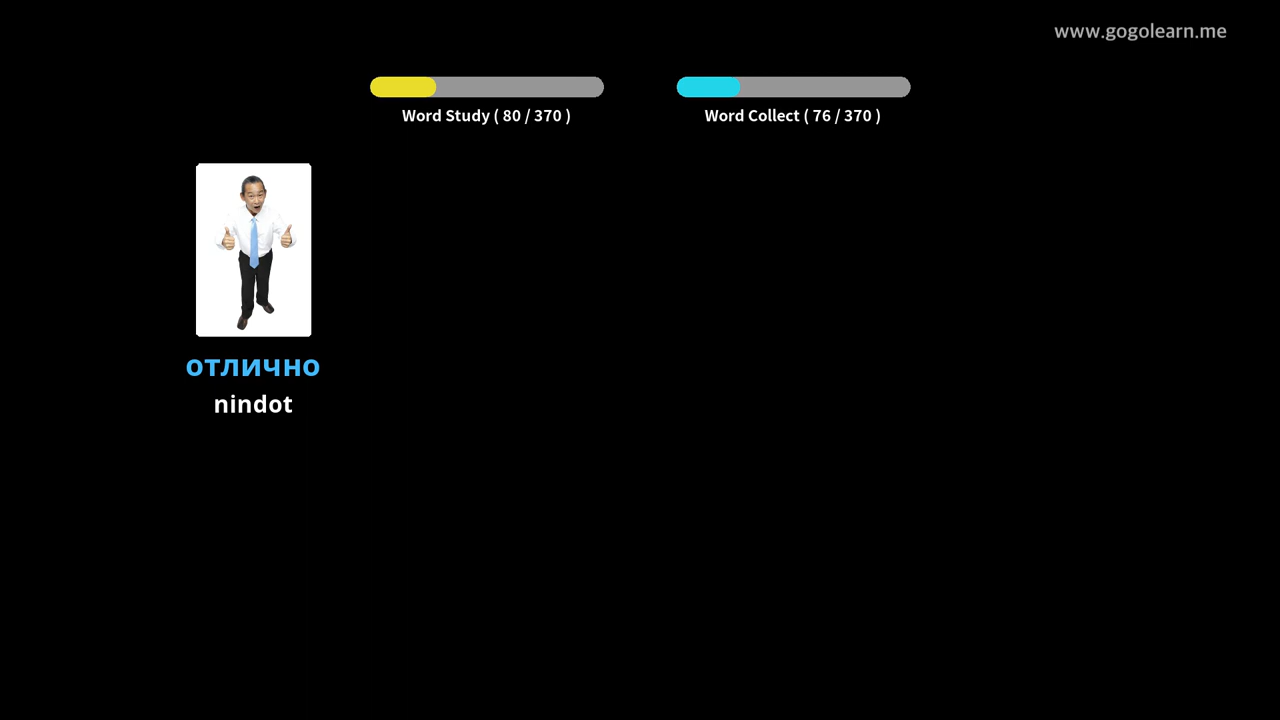 www.gogolearn.me
Word Study ( 80 / 370 )
Word Collect ( 76 / 370 )
отлично
nindot